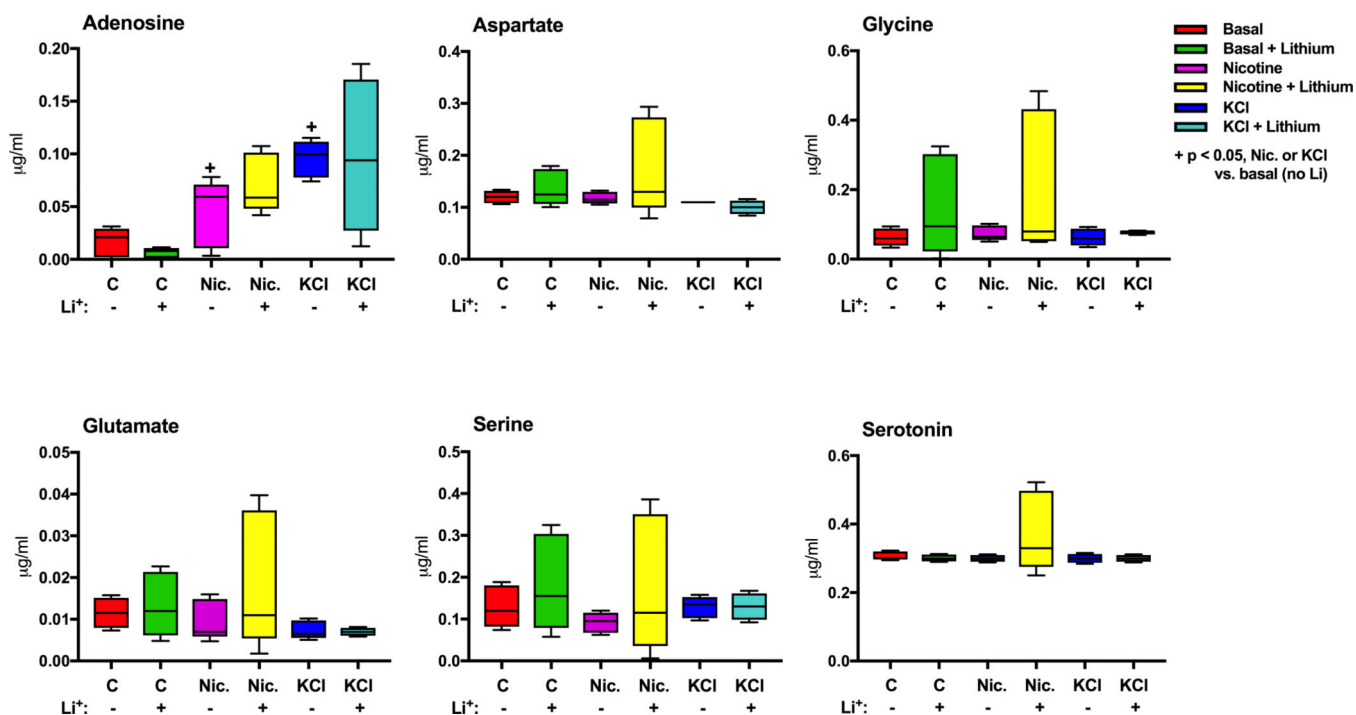 Adenosine
0.20
0.15
0.10
0.05
0.00
µg/ml
+
+
C C Nic. Nic. KCl KCl
Li⁺: - + - + - +
Aspartate
0.4
0.3
0.2
0.1
0.0
µg/ml
C C Nic. Nic. KCl KCl
Li⁺: - + - + - +
Glycine
0.6
0.4
0.2
0.0
µg/ml
C C Nic. Nic. KCl KCl
Li⁺: - + - + - +
Basal
Basal + Lithium
Nicotine
Nicotine + Lithium
KCl
KCl + Lithium
+ p < 0.05, Nic. or KCl
vs. basal (no Li)
Glutamate
0.05
0.04
0.03
0.02
0.01
0.00
µg/ml
C C Nic. Nic. KCl KCl
Li⁺: - + - + - +
Serine
0.5
0.4
0.3
0.2
0.1
0.0
µg/ml
C C Nic. Nic. KCl KCl
Li⁺: - + - + - +
Serotonin
0.6
0.4
0.2
0.0
µg/ml
C C Nic. Nic. KCl KCl
Li⁺: - + - + - +